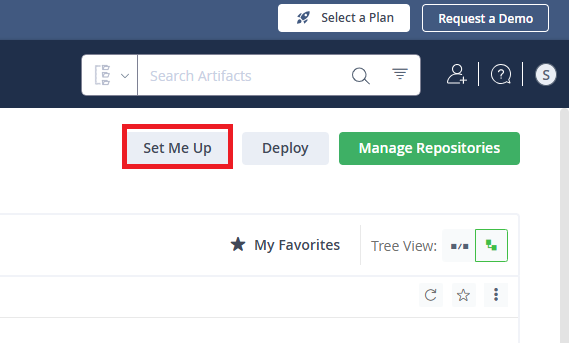 Select a Plan
Request a Demo
Search Artifacts
S
Set Me Up
Deploy
Manage Repositories
My Favorites
Tree View: